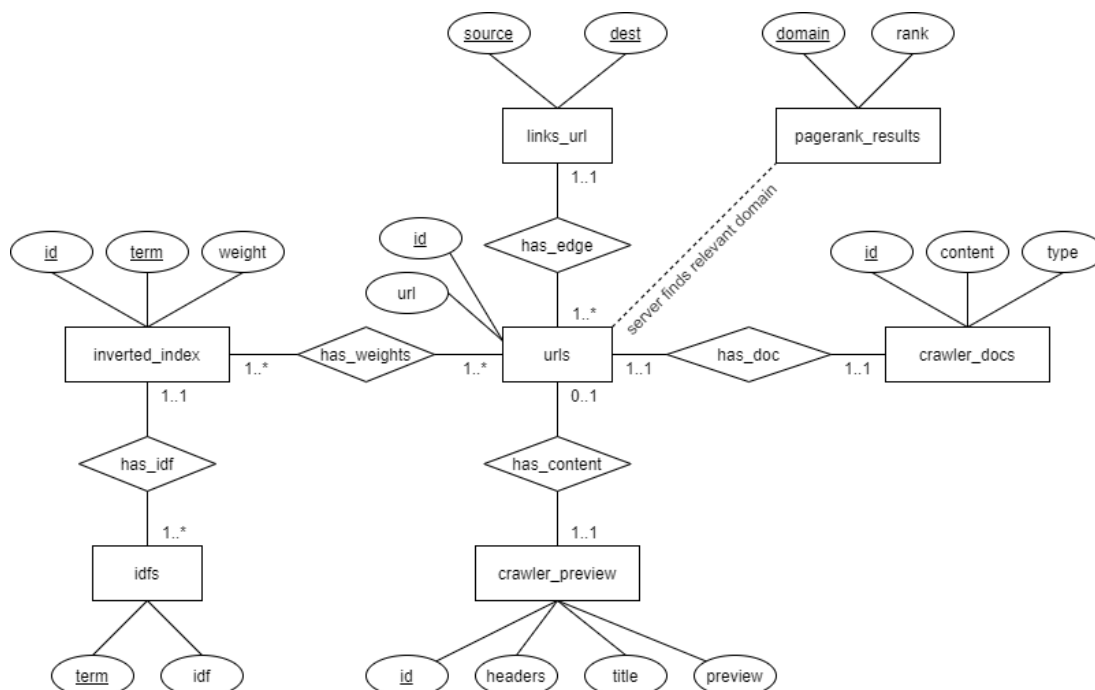 source
dest
domain
rank
links_url
pagerank_results
1..1
server finds relevant domain
id
term
weight
id
has_edge
id
content
type
url
1..*
inverted_index
has_weights
urls
has_doc
crawler_docs
1..*
1..*
1..1
1..1
1..1
0..1
has_idf
has_content
1..*
1..1
idfs
crawler_preview
term
idf
id
headers
title
preview